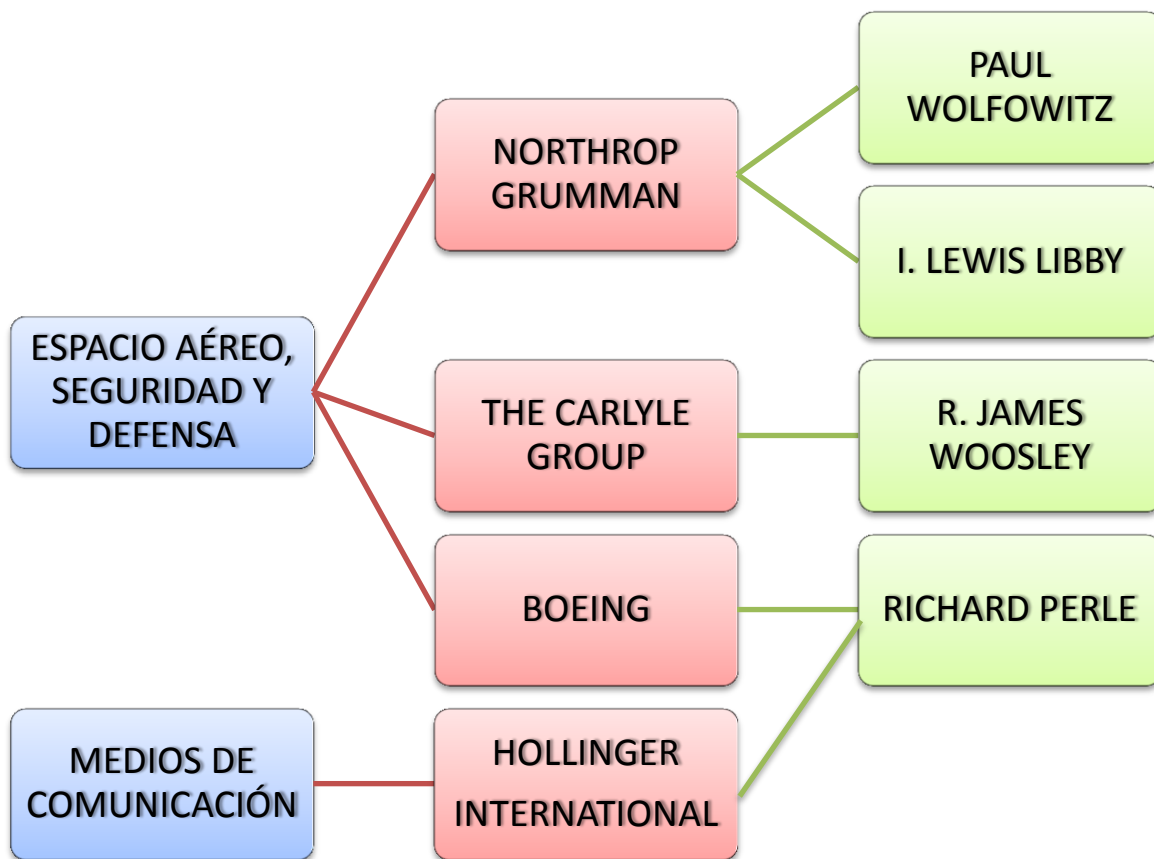 ESPACIO AÉREO,
SEGURIDAD Y
DEFENSA
NORTHROP
GRUMMAN
PAUL
WOLFOWITZ
I. LEWIS LIBBY
THE CARLYLE
GROUP
R. JAMES
WOOSLEY
BOEING
RICHARD PERLE
MEDIOS DE
COMUNICACIÓN
HOLLINGER
INTERNATIONAL